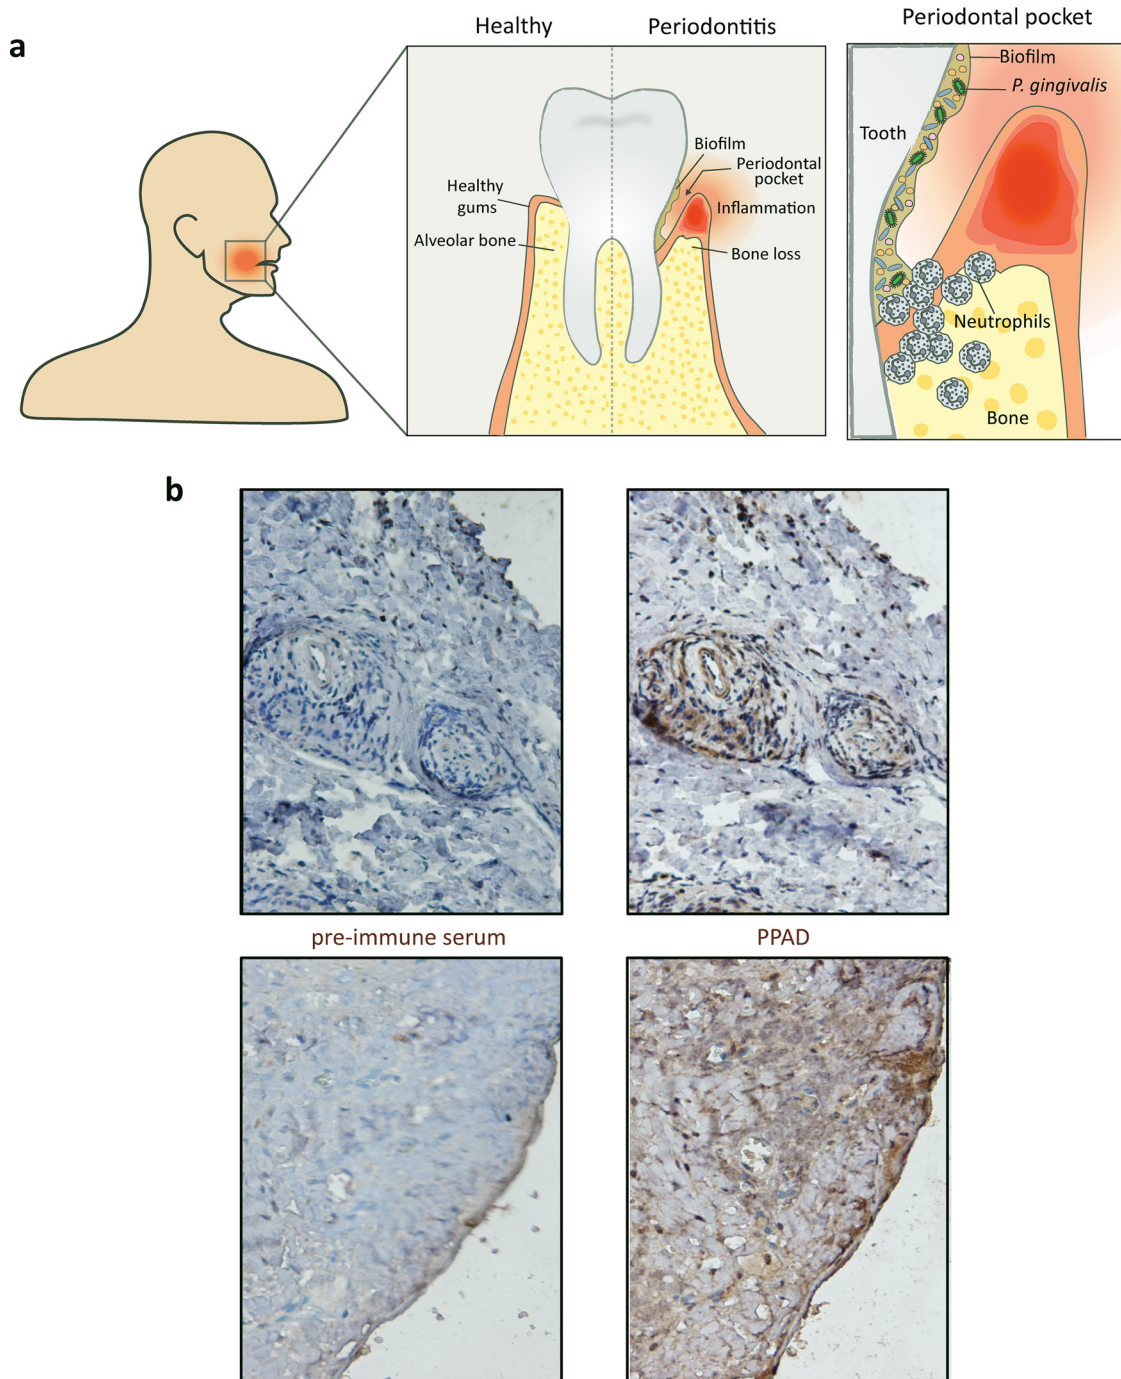 a
Healthy
Periodontitis
Periodontal pocket
Biofilm
Periodontal
pocket
Healthy
gums
Inflammation
Alveolar bone
Bone loss
Biofilm
P. gingivalis
Tooth
Neutrophils
Bone
b
pre-immune serum
PPAD